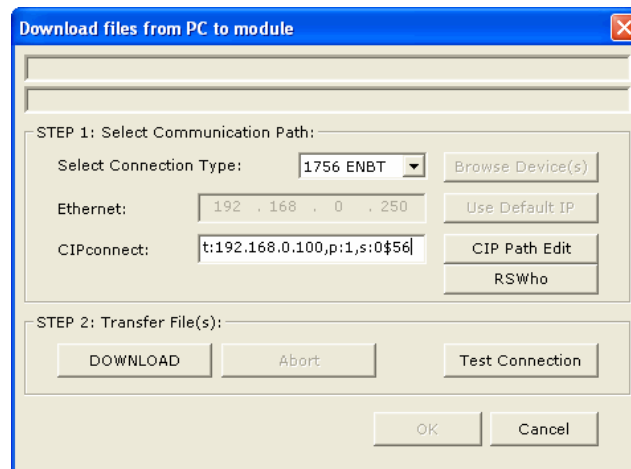 Download files from PC to module
STEP 1: Select Communication Path:
Select Connection Type: 1756 ENBT Browse Device(s)
Ethernet: 192 . 168 . 0 . 250 Use Default IP
CIPconnect: t:192.168.0.100,p:1,s:0$56 CIP Path Edit
RSWho
STEP 2: Transfer File(s):
DOWNLOAD Abort Test Connection
OK Cancel